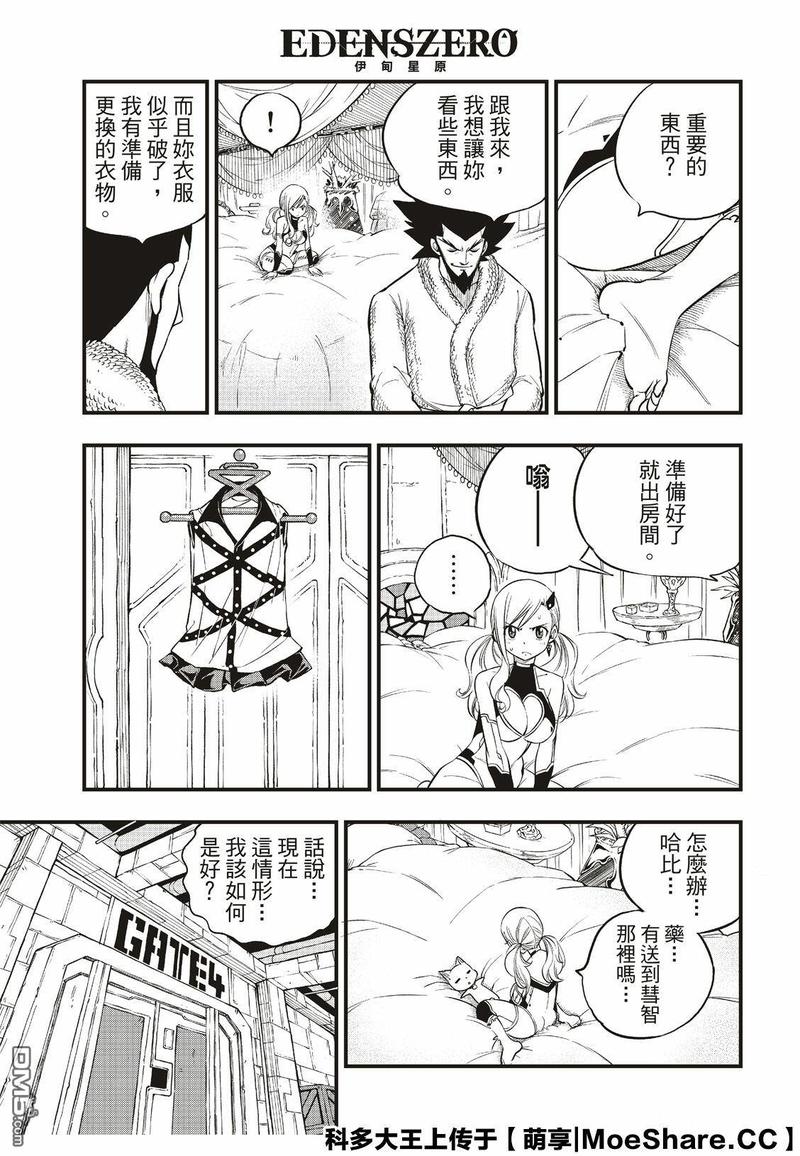 EDENSZERO
伊甸星原
重要的
東西？
跟我來，
我想讓妳
看些東西。
！
而且妳衣服
似乎破了，
我有準備
更換的衣物。
準備好了
就出房間。
嗡——
……
怎麼辦…
哈比…
藥…
有送到彗智
那裡嗎…
話說…
現在
這情形…
我該如何
是好？
GATE4
DM5.com
科多大王上传于【萌享|MoeShare.CC】